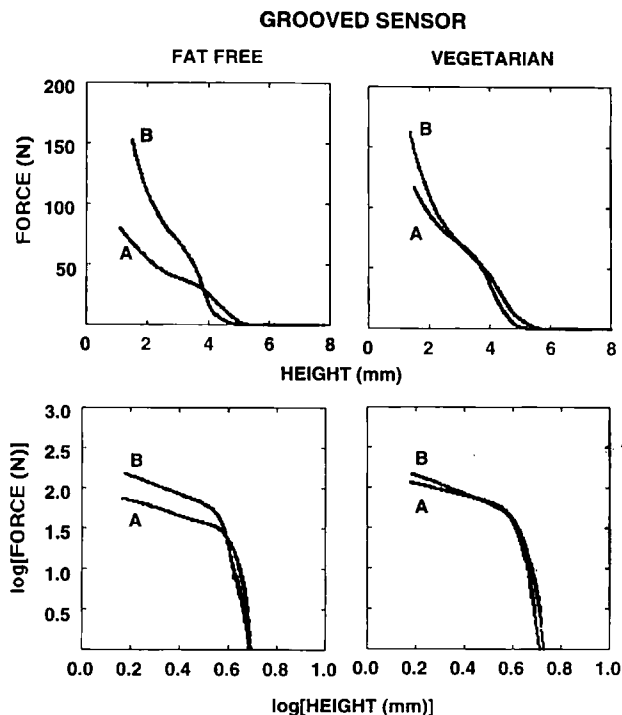 GROOVED SENSOR
FAT FREE VEGETARIAN
FORCE (N)
200
150
100
50
B
A
0 2 4 6 8
B
A
0 2 4 6 8
HEIGHT (mm)
log[FORCE (N)]
3.0
2.5
2.0
1.5
1.0
0.5
B
A
0.0 0.2 0.4 0.6 0.8 1.0
B
A
0.0 0.2 0.4 0.6 0.8 1.0
log[HEIGHT (mm)]